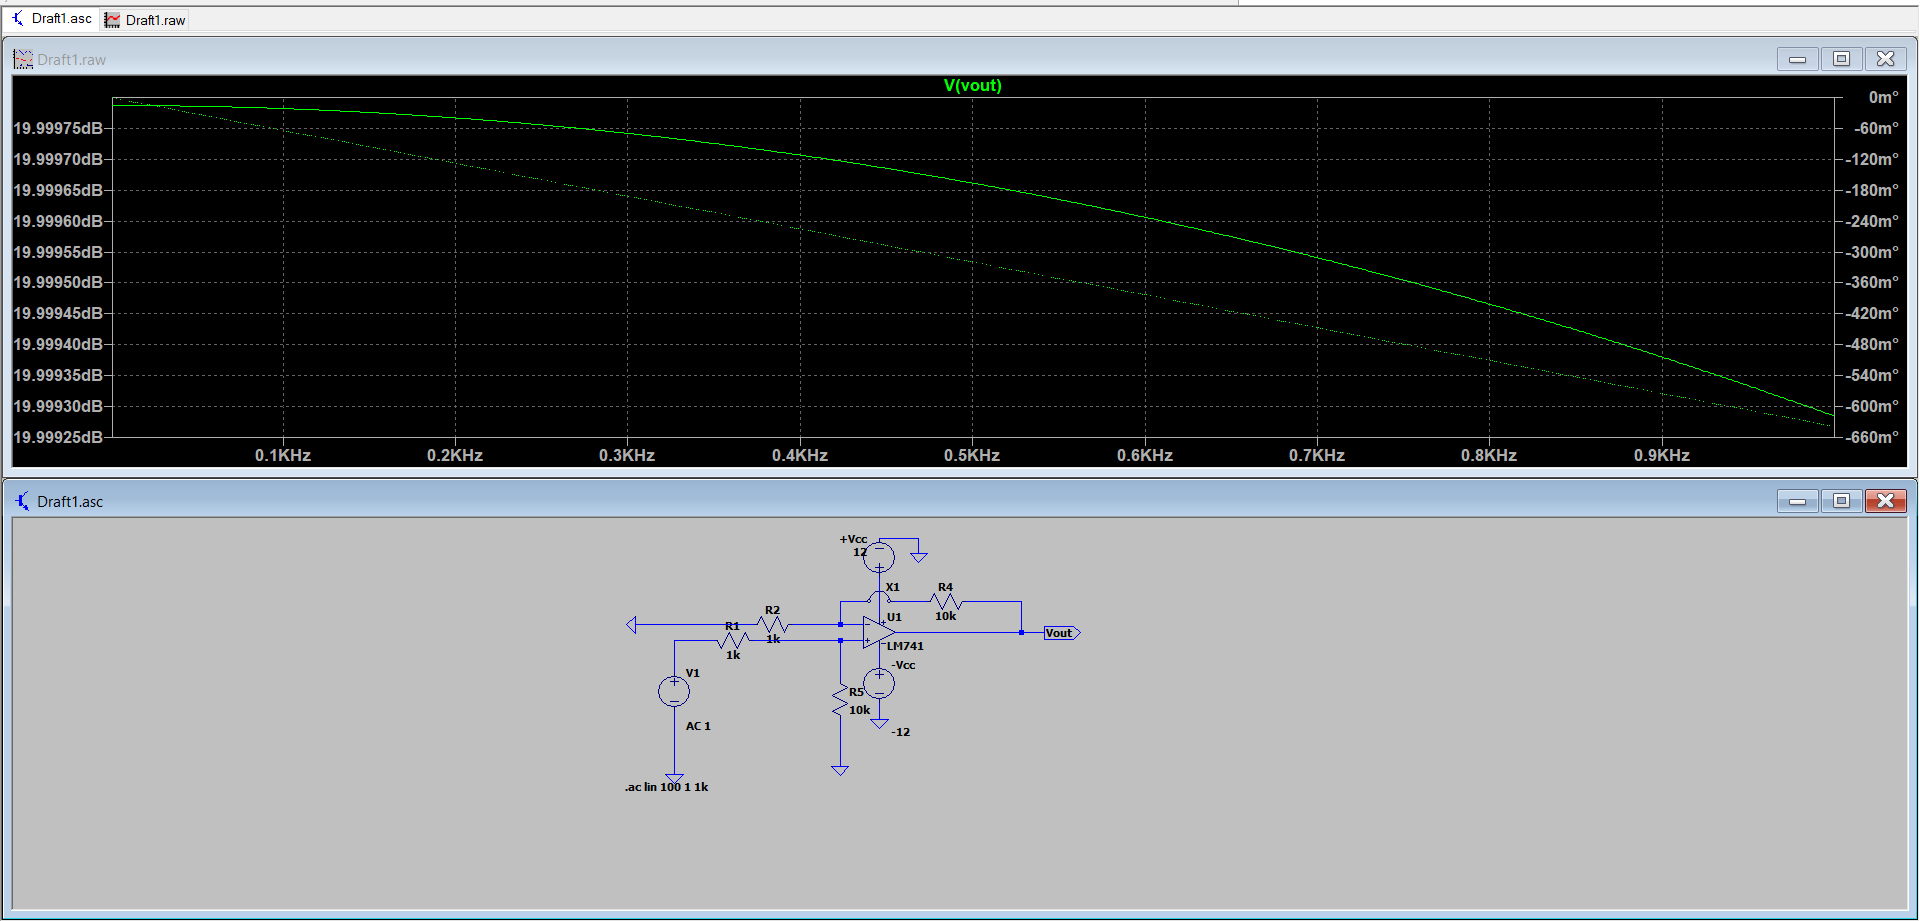 Draft1.asc Draft1.raw
Draft1.raw
V(vout)
0m°
19.99975dB -60m°
19.99970dB -120m°
19.99965dB -180m°
19.99960dB -240m°
19.99955dB -300m°
19.99950dB -360m°
19.99945dB -420m°
19.99940dB -480m°
19.99935dB -540m°
19.99930dB -600m°
19.99925dB -660m°
0.1KHz 0.2KHz 0.3KHz 0.4KHz 0.5KHz 0.6KHz 0.7KHz 0.8KHz 0.9KHz
Draft1.asc
+Vcc
12
X1 R4
10k
R2 U1
R1 Vout
1k LM741
1k
-Vcc
V1
R5
10k
AC 1 -12
.ac lin 100 1 1k